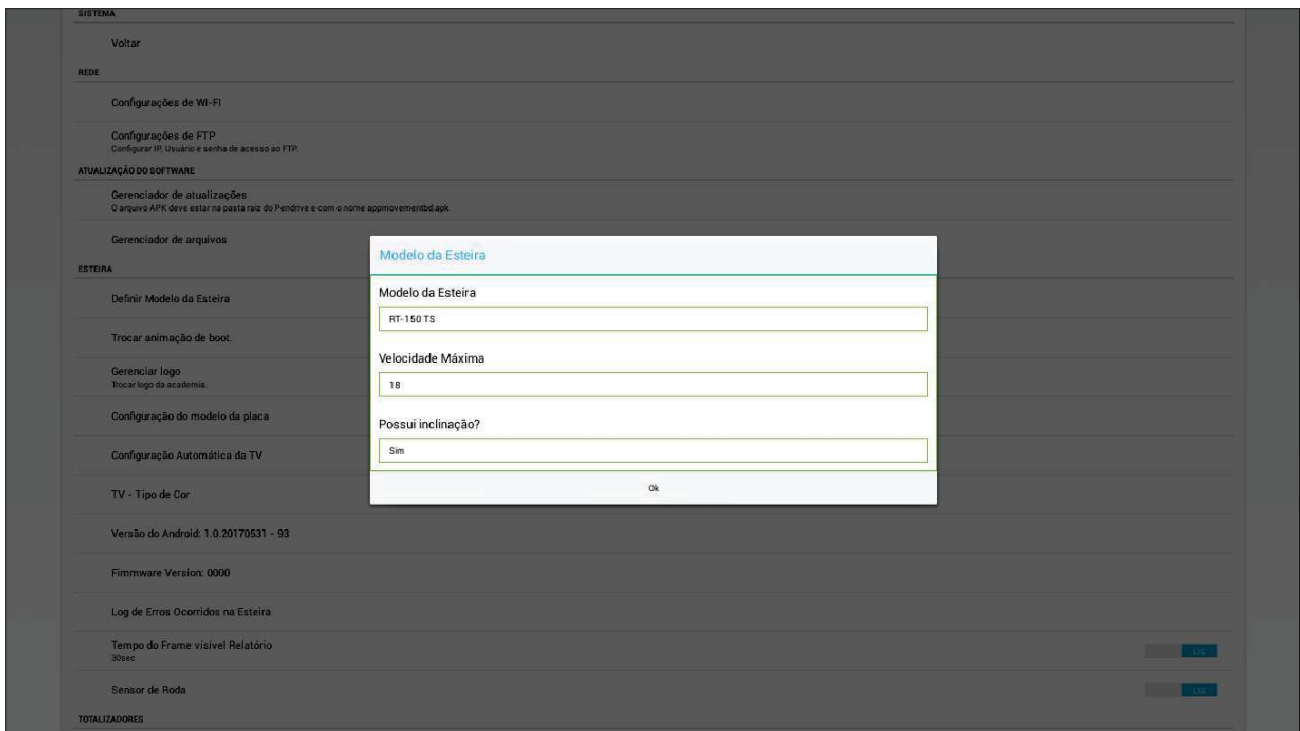 SISTEMA
Voltar
REDE
Configurações de WI-FI
Configurações de FTP
Configurar IP, Usuário e senha de acesso ao FTP.
ATUALIZAÇÃO DO SOFTWARE
Gerenciador de atualizações
O arquivo APK deve estar na pasta raiz do Pendrive e com o nome appmovementbd.apk
Gerenciador de arquivos
ESTEIRA
Definir Modelo da Esteira
Trocar animação de boot.
Gerenciar logo
Trocar logo da academia.
Configuração do modelo da placa
Configuração Automática da TV
TV - Tipo de Cor
Versão do Android: 1.0.20170531 - 93
Fimmware Version: 0000
Log de Erros Ocorridos na Esteira
Tempo do Frame visível Relatório
30sec
LIG
Sensor de Roda
LIG
TOTALIZADORES
Modelo da Esteira
Modelo da Esteira
RT-150 TS
Velocidade Máxima
18
Possui inclinação?
Sim
Ok